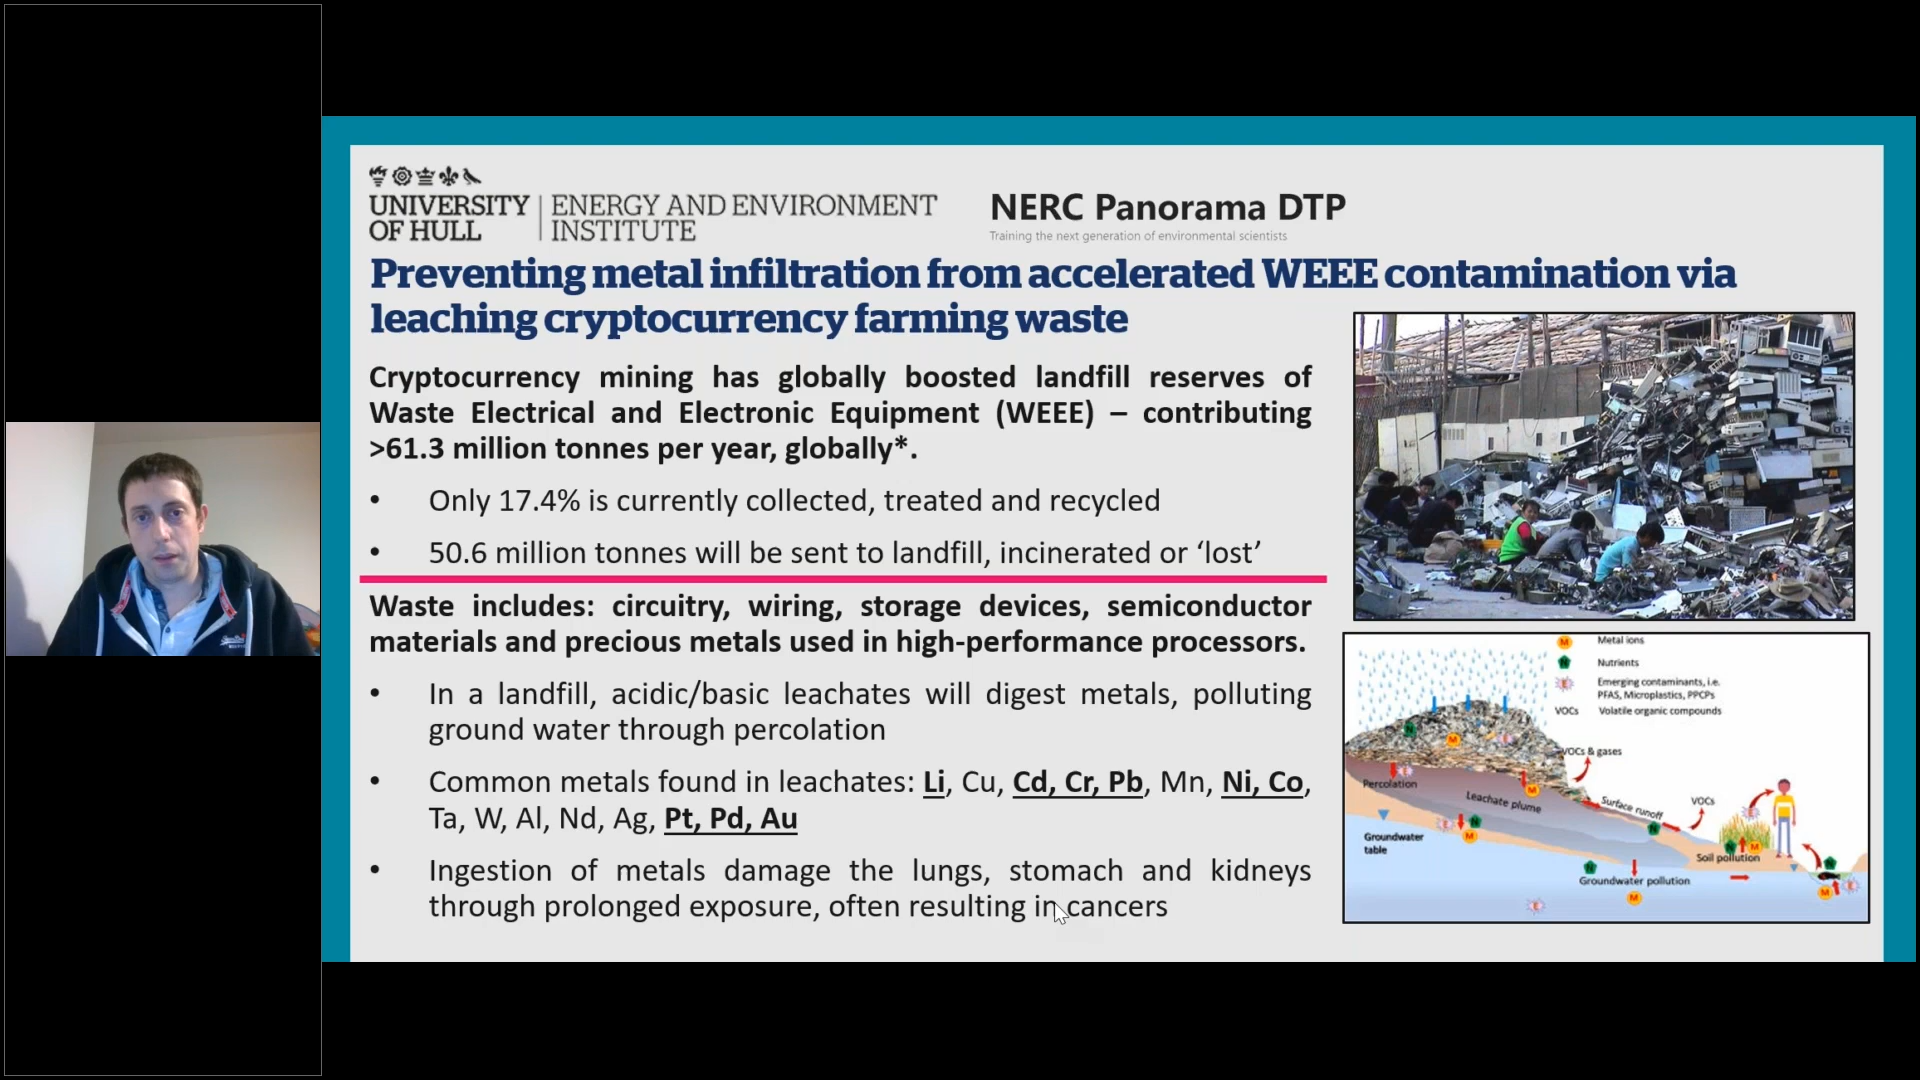 UNIVERSITY OF HULL
ENERGY AND ENVIRONMENT INSTITUTE
NERC Panorama DTP
Training the next generation of environmental scientists
Preventing metal infiltration from accelerated WEEE contamination via
leaching cryptocurrency farming waste
Cryptocurrency mining has globally boosted landfill reserves of
Waste Electrical and Electronic Equipment (WEEE) – contributing
>61.3 million tonnes per year, globally*.
• Only 17.4% is currently collected, treated and recycled
• 50.6 million tonnes will be sent to landfill, incinerated or ‘lost’
Waste includes: circuitry, wiring, storage devices, semiconductor
materials and precious metals used in high-performance processors.
• In a landfill, acidic/basic leachates will digest metals, polluting
ground water through percolation
• Common metals found in leachates: Li, Cu, Cd, Cr, Pb, Mn, Ni, Co,
Ta, W, Al, Nd, Ag, Pt, Pd, Au
• Ingestion of metals damage the lungs, stomach and kidneys
through prolonged exposure, often resulting in cancers
M Metal ions
N Nutrients
E Emerging contaminants, i.e.
PFAS, Microplastics, PPCPs
VOCs Volatile organic compounds
VOCs & gases
Percolation
Leachate plume
Surface runoff
VOCs
Groundwater
table
Soil pollution
Groundwater pollution